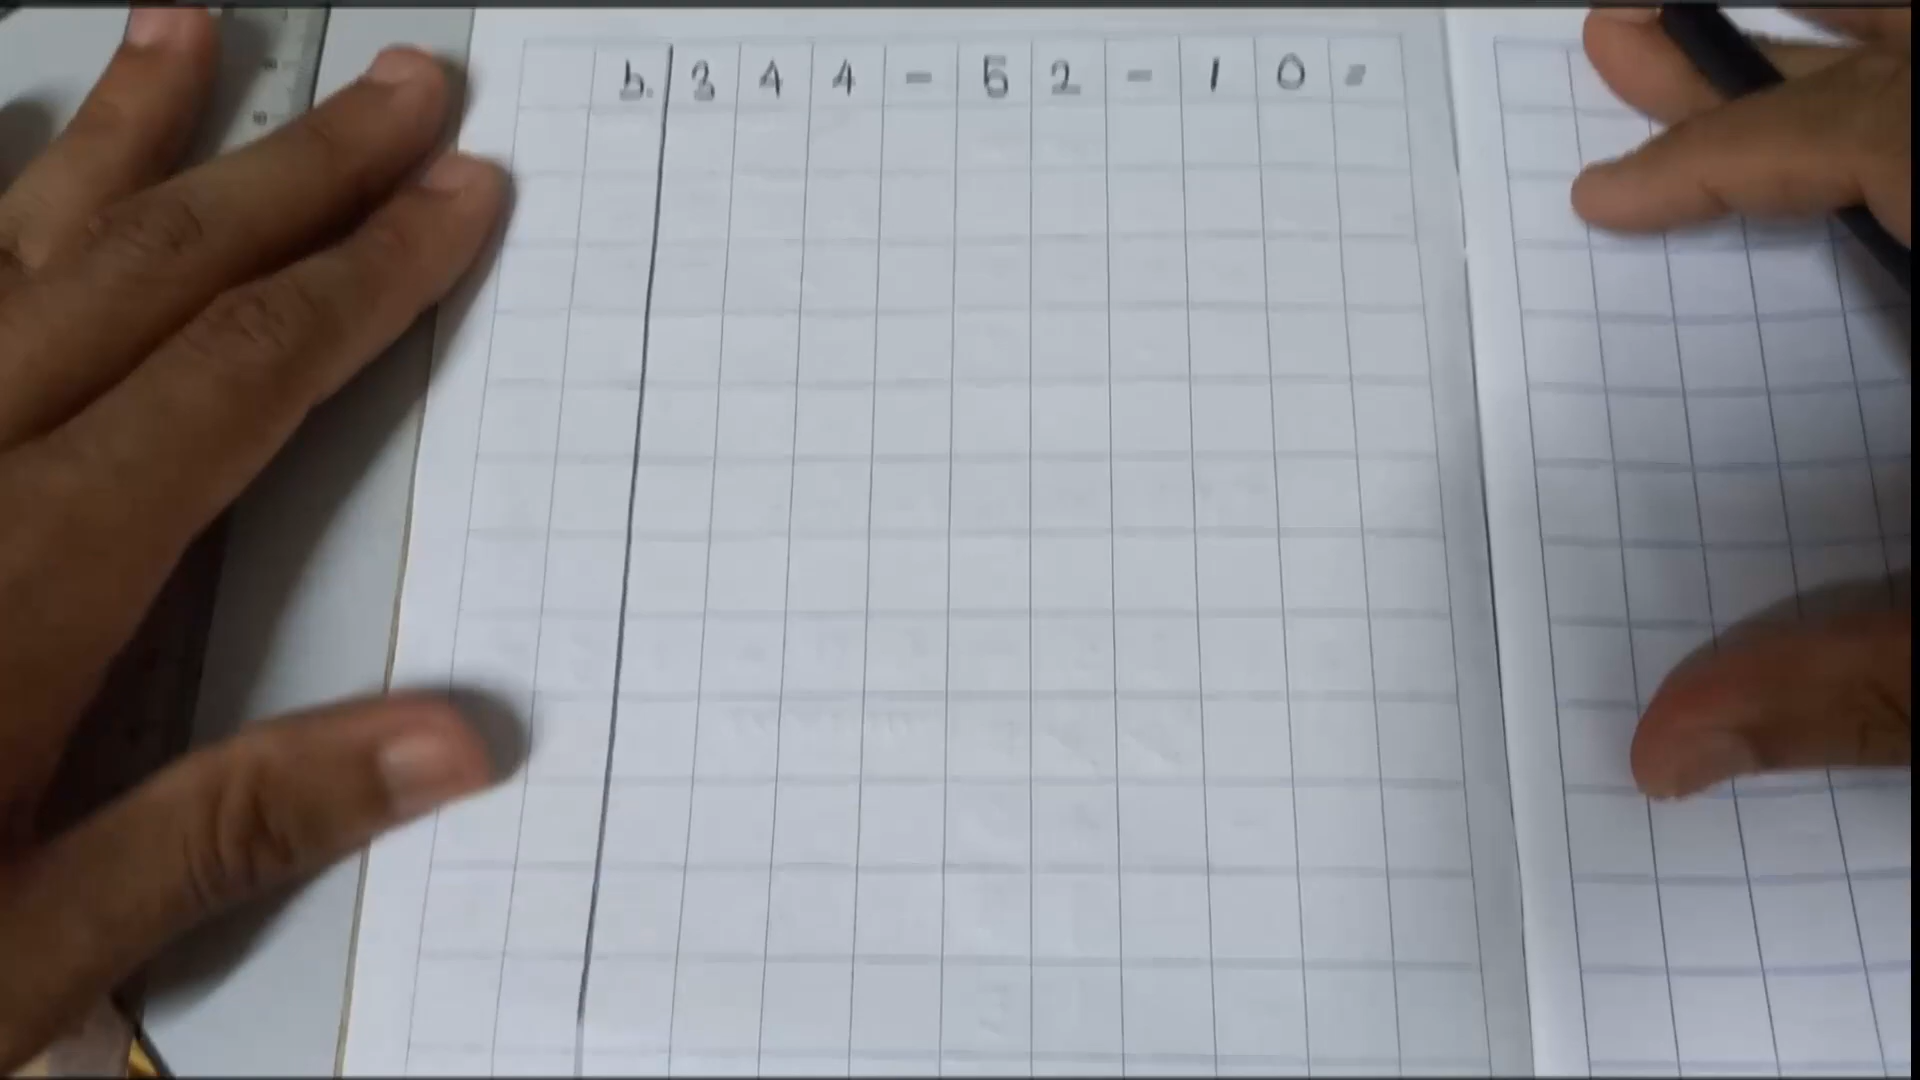 b. 344 - 52 - 10 =